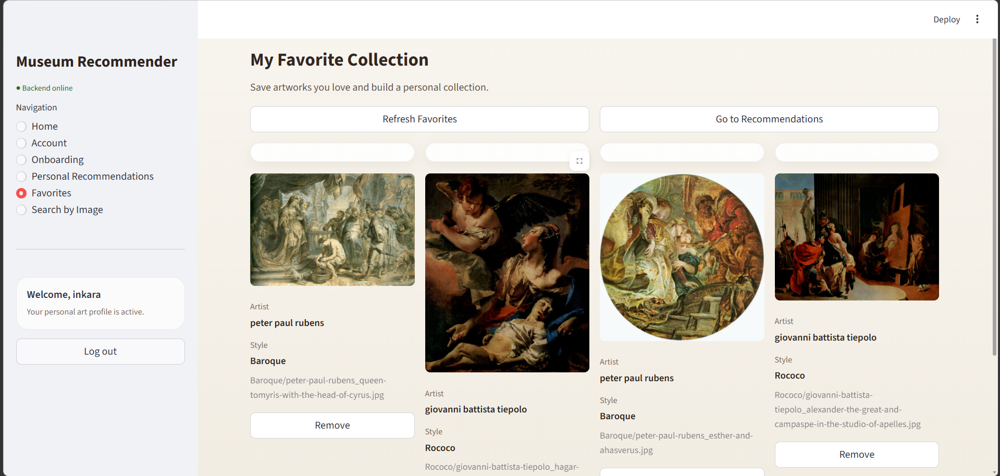 Deploy
Museum Recommender
Backend online
Navigation
Home
Account
Onboarding
Personal Recommendations
Favorites
Search by Image
Welcome, inkara
Your personal art profile is active.
Log out
My Favorite Collection
Save artworks you love and build a personal collection.
Refresh Favorites
Go to Recommendations
Artist
peter paul rubens
Style
Baroque
Baroque/peter-paul-rubens_queen-
tomyris-with-the-head-of-cyrus.jpg
Remove
Artist
giovanni battista tiepolo
Style
Rococo
Rococo/giovanni-battista-tiepolo_hagar-
Artist
peter paul rubens
Style
Baroque
Baroque/peter-paul-rubens_esther-and-
ahasverus.jpg
Artist
giovanni battista tiepolo
Style
Rococo
Rococo/giovanni-battista-
tiepolo_alexander-the-great-and-
campaspe-in-the-studio-of-apelles.jpg
Remove